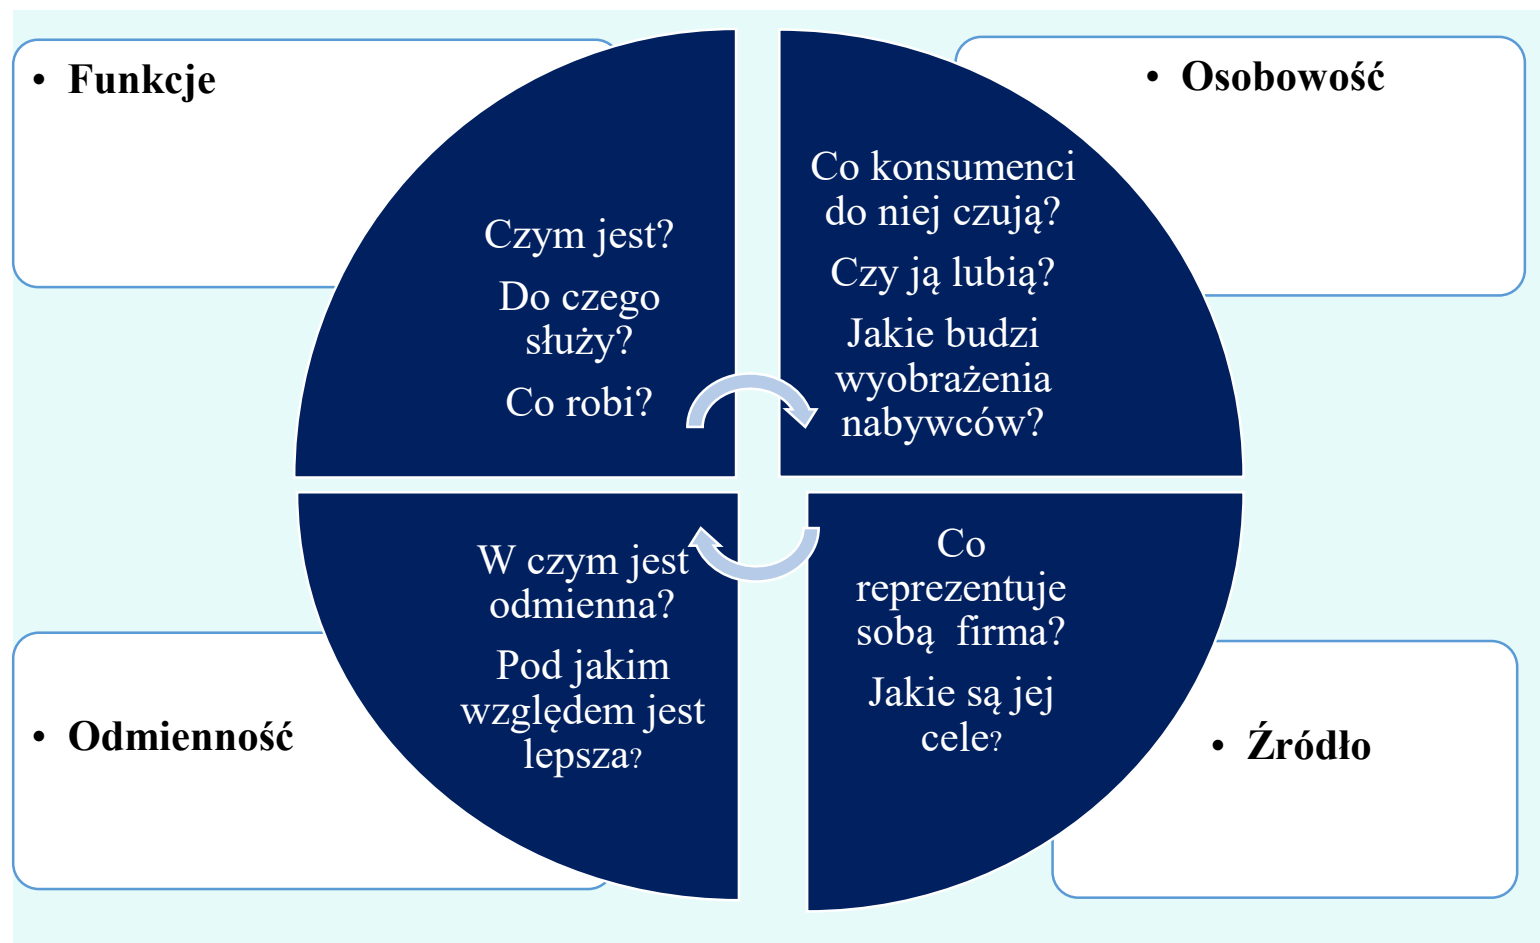 • Funkcje
Czym jest?
Do czego
służy?
Co robi?
• Osobowość
Co konsumenci
do niej czują?
Czy ją lubią?
Jakie budzi
wyobrażenia
nabywców?
• Odmienność
W czym jest
odmienna?
Pod jakim
względem jest
lepsza?
• Źródło
Co
reprezentuje
sobą  firma?
Jakie są jej
cele?